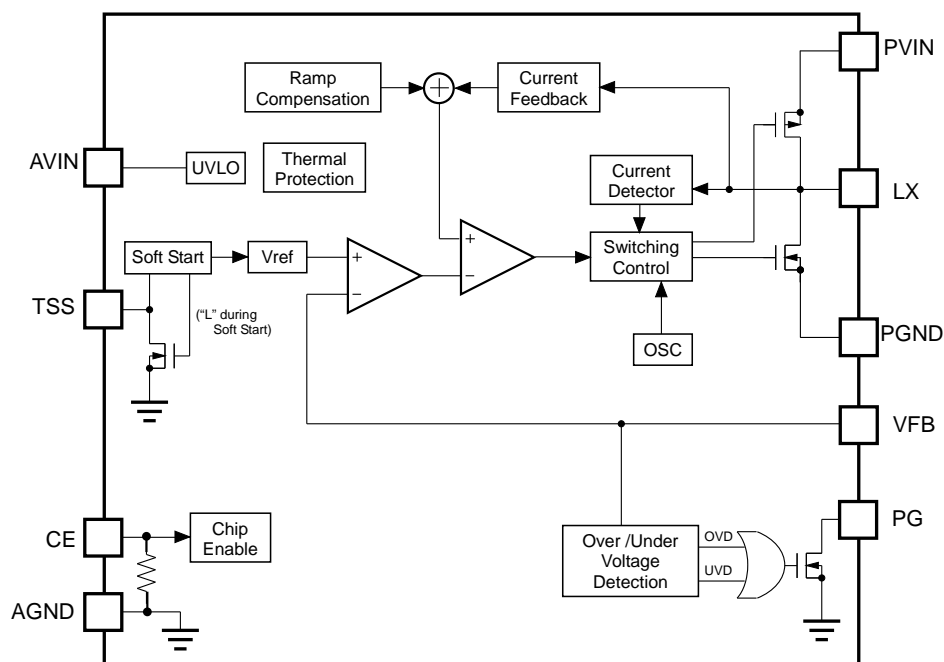 PVIN
Ramp
Compensation
Current
Feedback
AVIN
UVLO
Thermal
Protection
Current
Detector
LX
Soft Start
Vref
+
−
+
−
Switching
Control
TSS
("L" during
Soft Start)
OSC
PGND
VFB
PG
CE
Chip
Enable
Over /Under
Voltage
Detection
OVD
UVD
AGND